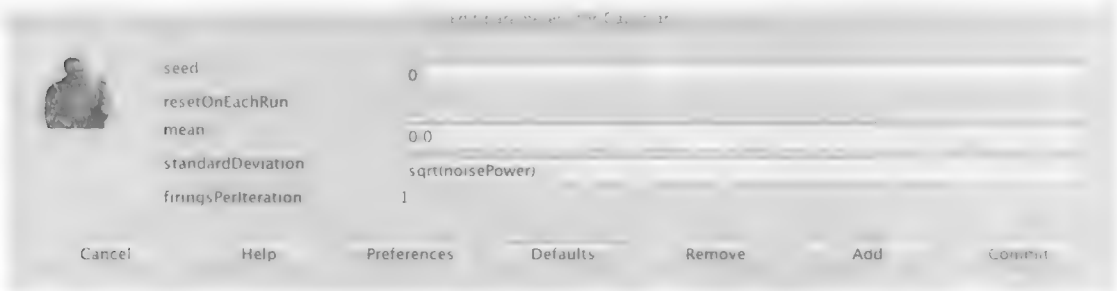 seed 0
resetOnEachRun
mean 0.0
standardDeviation sqrt(noisePower)
firingsPerIteration 1
Cancel Help Preferences Defaults Remove Add Commit